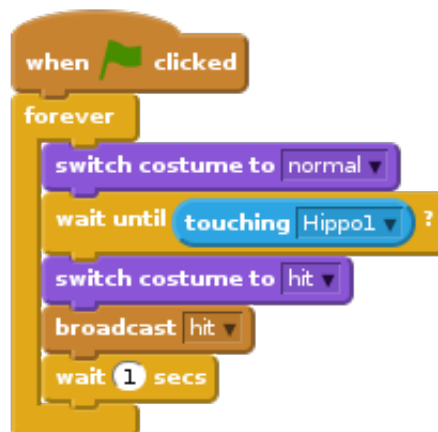 when clicked
forever
switch costume to normal
wait until touching Hippo1 ?
switch costume to hit
broadcast hit
wait 1 secs